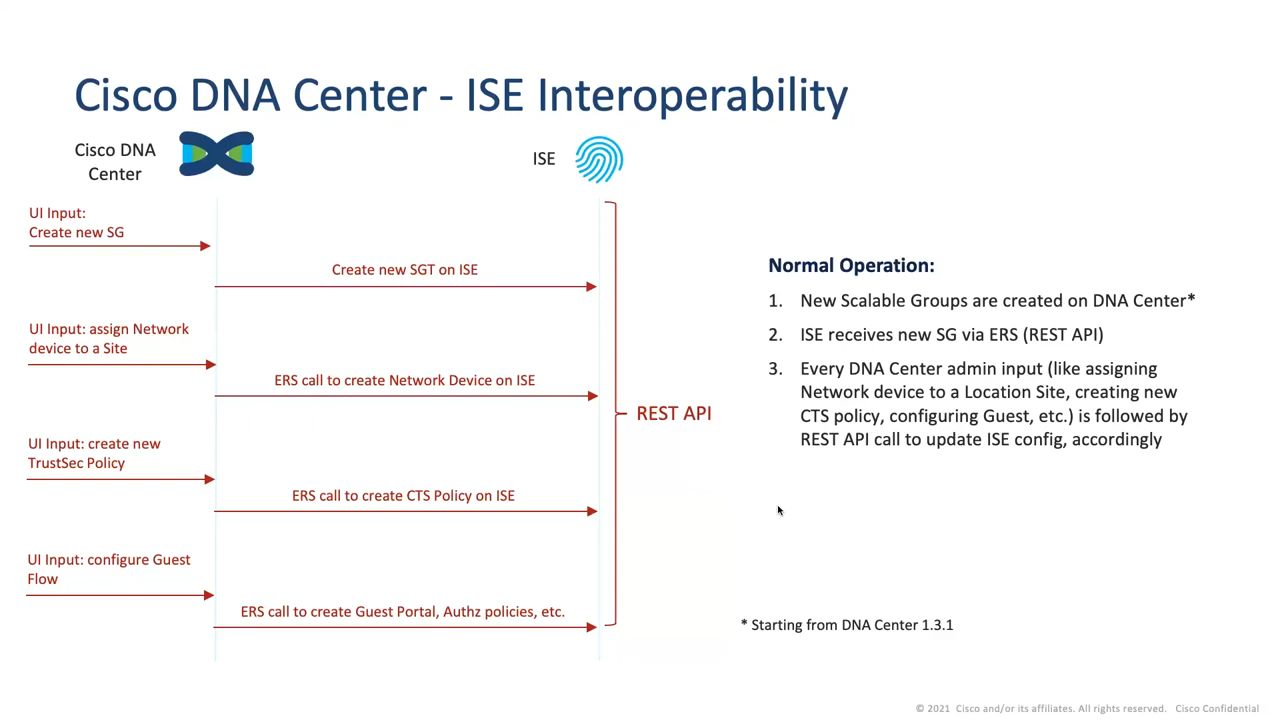 Cisco DNA Center - ISE Interoperability
Cisco DNA
Center
ISE
UI Input:
Create new SG
Create new SGT on ISE
UI Input: assign Network
device to a Site
ERS call to create Network Device on ISE
UI Input: create new
TrustSec Policy
ERS call to create CTS Policy on ISE
UI Input: configure Guest
Flow
ERS call to create Guest Portal, Authz policies, etc.
REST API
Normal Operation:
1. New Scalable Groups are created on DNA Center*
2. ISE receives new SG via ERS (REST API)
3. Every DNA Center admin input (like assigning
Network device to a Location Site, creating new
CTS policy, configuring Guest, etc.) is followed by
REST API call to update ISE config, accordingly
* Starting from DNA Center 1.3.1
© 2021 Cisco and/or its affiliates. All rights reserved. Cisco Confidential